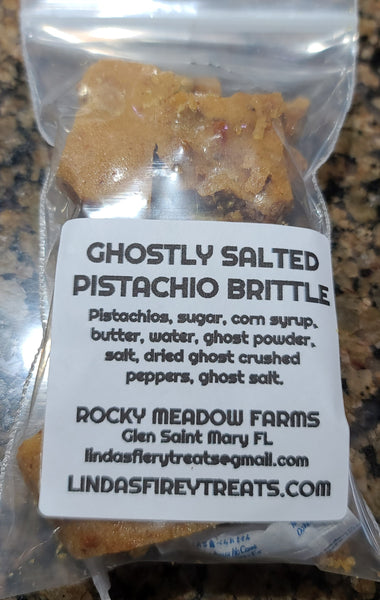 GHOSTLY SALTED
PISTACHIO BRITTLE
Pistachios, sugar, corn syrup,
butter, water, ghost powder,
salt, dried ghost crushed
peppers, ghost salt.
ROCKY MEADOW FARMS
Glen Saint Mary FL
lindasfierytreats@gmail.com
LINDASFIREYTREATS.COM